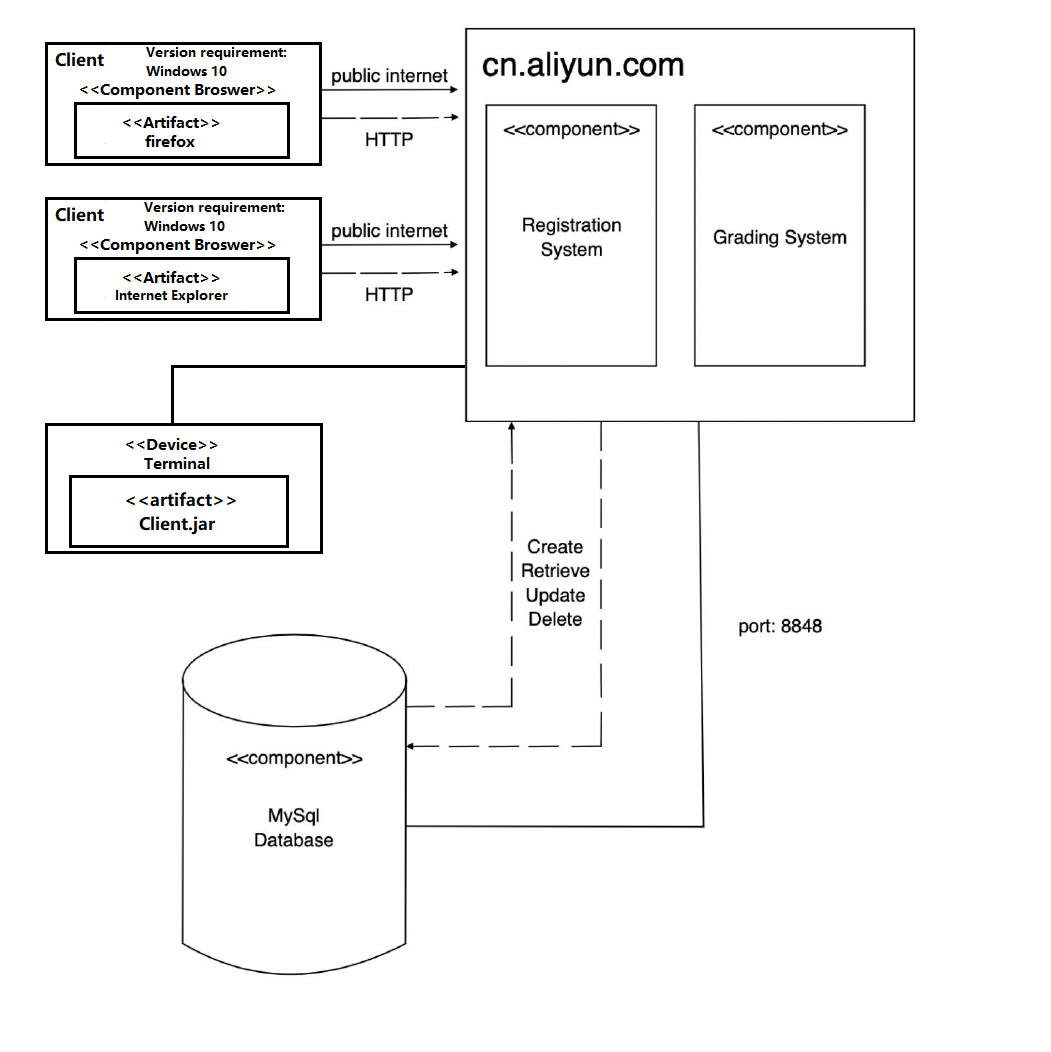 Client
Version requirement:
Windows 10
<<Component Broswer>>
<<Artifact>>
firefox
public internet
HTTP
Client
Version requirement:
Windows 10
<<Component Broswer>>
<<Artifact>>
Internet Explorer
public internet
HTTP
cn.aliyun.com
<<component>>
Registration
System
<<component>>
Grading System
<<Device>>
Terminal
<<artifact>>
Client.jar
Create
Retrieve
Update
Delete
port: 8848
<<component>>
MySql
Database